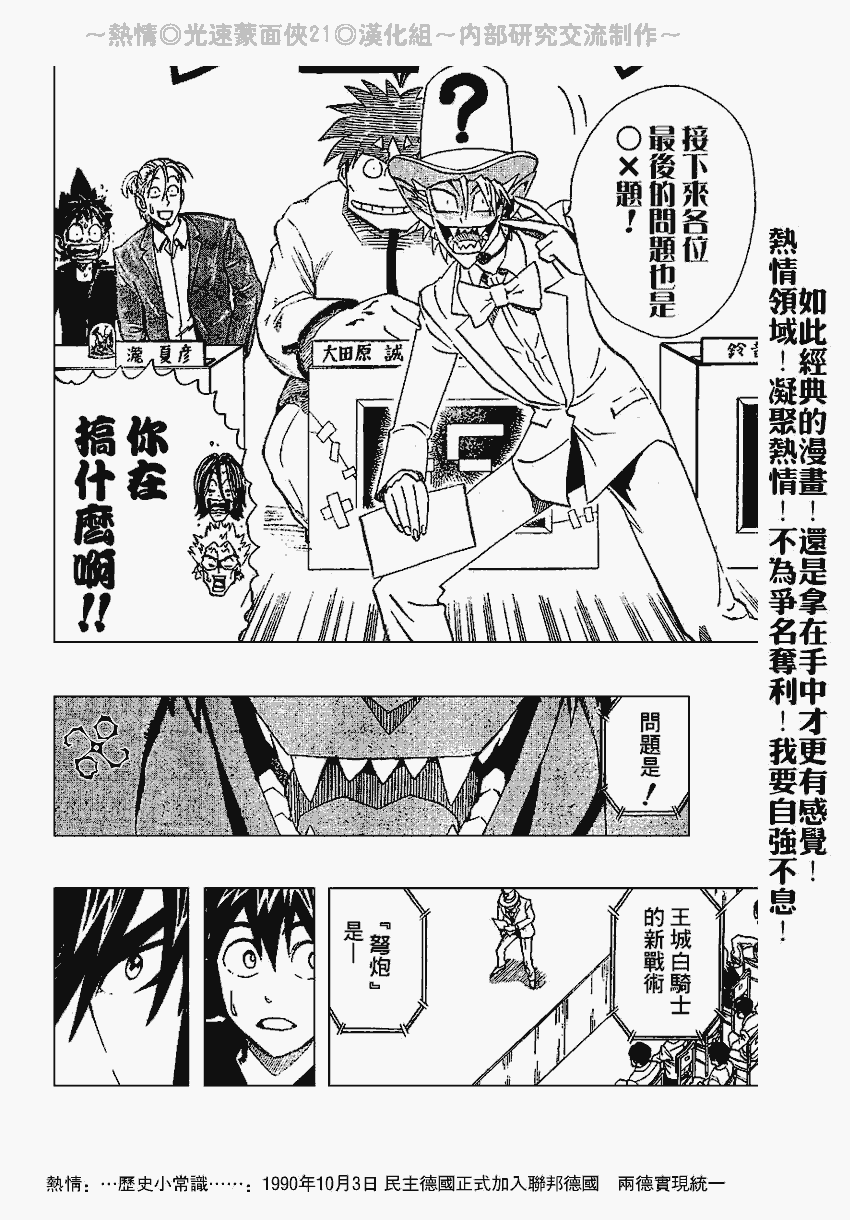 ～熱情◎光速蒙面俠21◎漢化組～内部研究交流制作～
?
接下來各位
最後的問題也是
○×題！
如此經典的漫畫！還是拿在手中才更有感覺！
熱情領域！凝聚熱情！不為爭名奪利！我要自強不息！
鈴音
大田原 誠
瀧 夏彦
你在
搞什麼啊!!
問題是！
王城白騎士
的新戰術
『弩炮』
是—
熱情：…歷史小常識……：1990年10月3日 民主德國正式加入聯邦德國　兩德實現統一